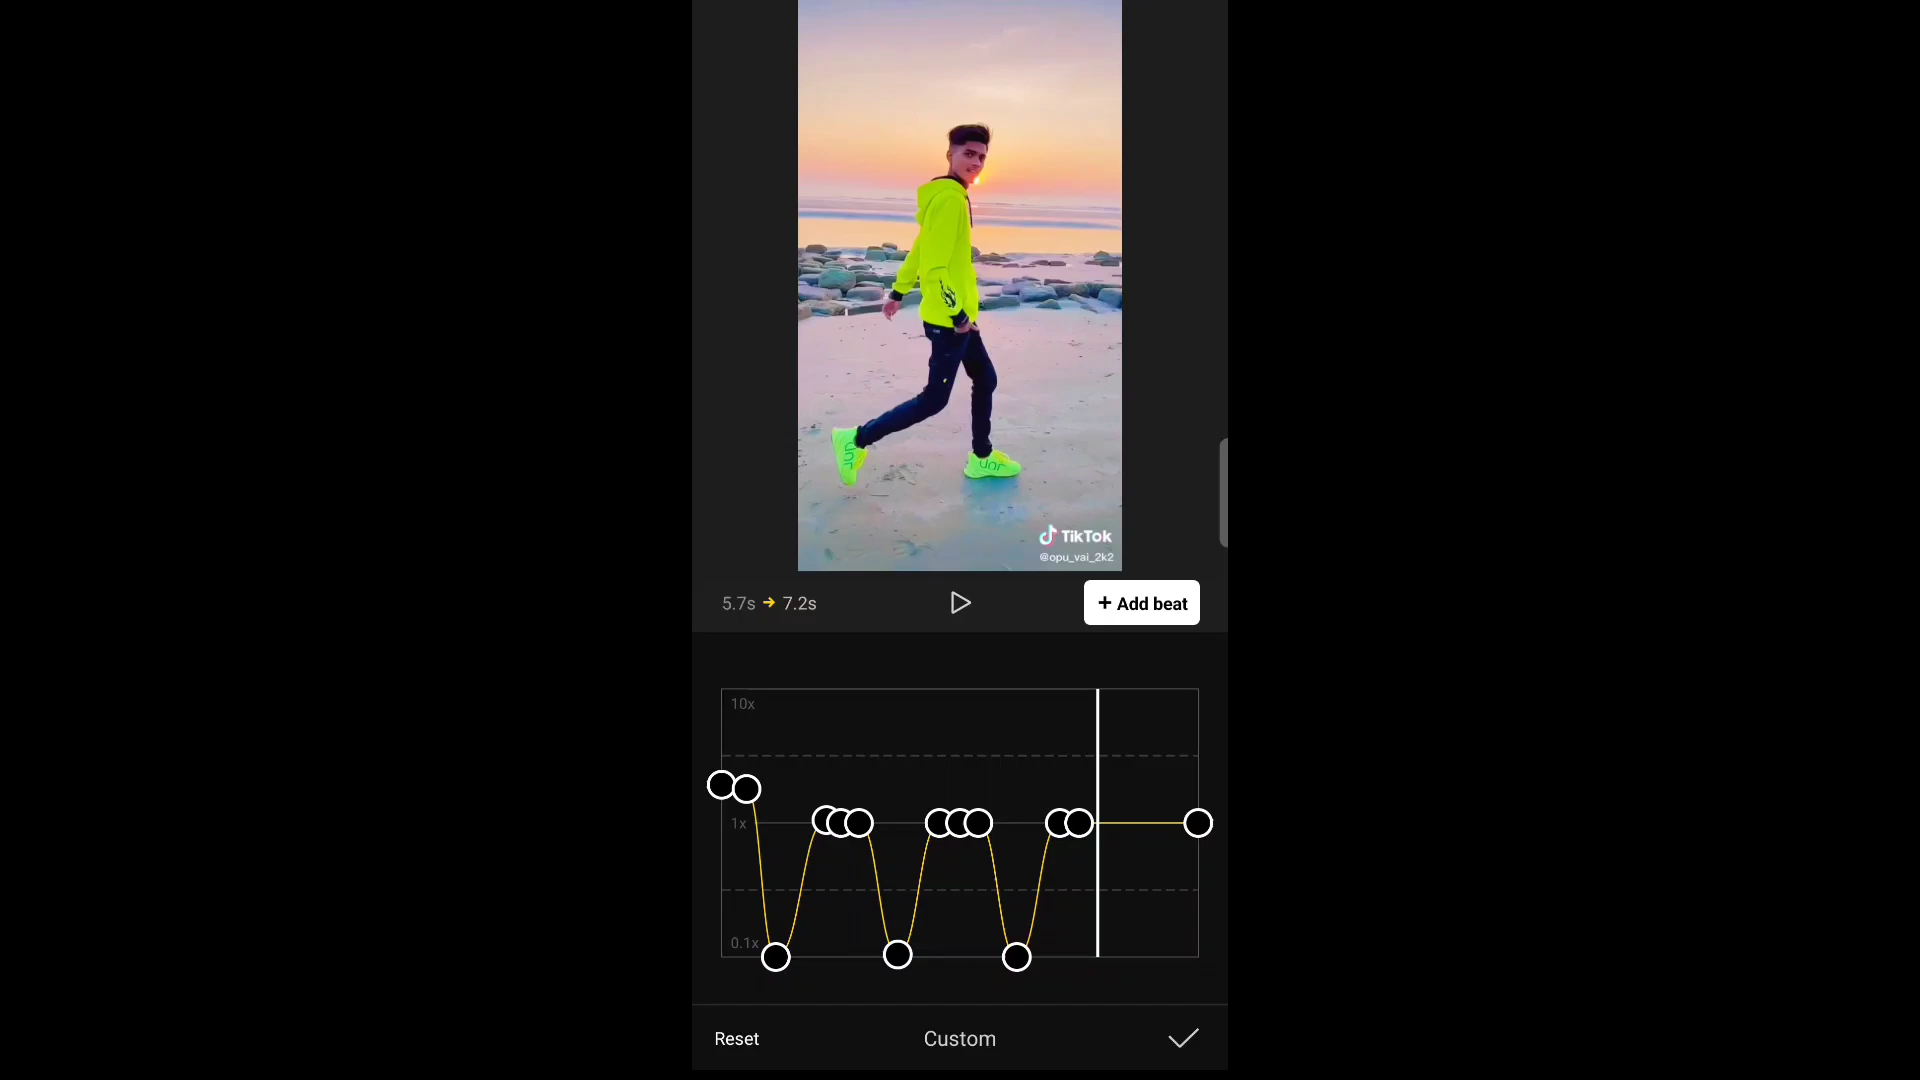 TikTok
@opu_vai_2k2
5.7s → 7.2s
+ Add beat
10x
1x
0.1x
Reset
Custom